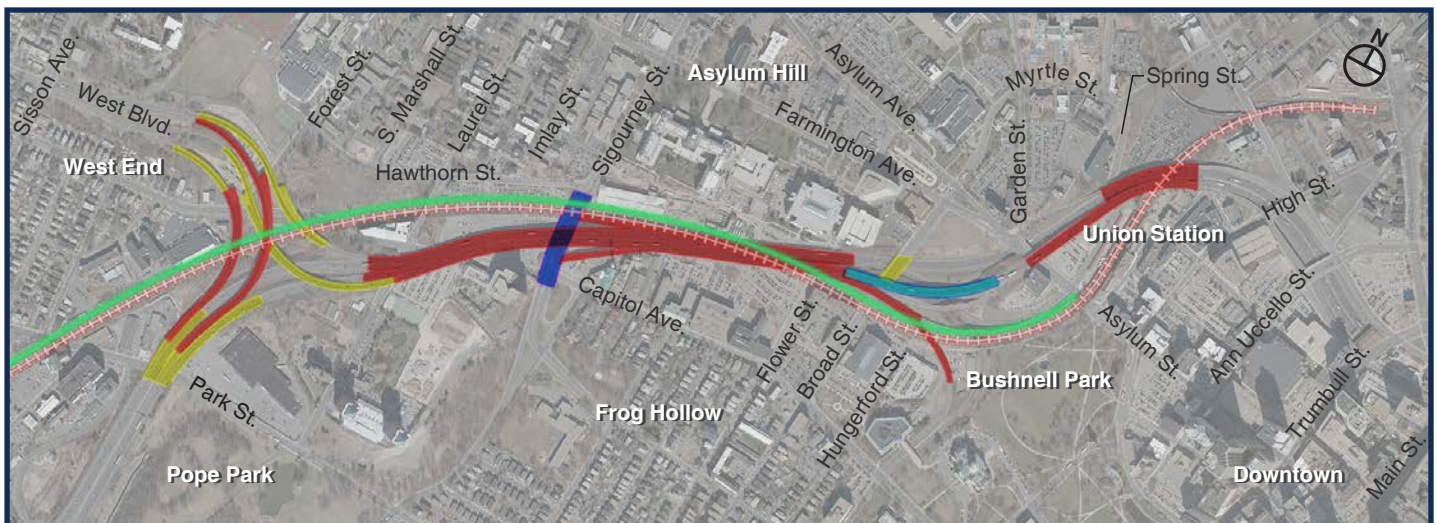 N
Sisson Ave.
West Blvd.
West End
Forest St.
S. Marshall St.
Laurel St.
Imlay St.
Sigourney St.
Hawthorn St.
Asylum Hill
Asylum Ave.
Farmington Ave.
Myrtle St.
Spring St.
Garden St.
High St.
Union Station
Capitol Ave.
Flower St.
Broad St.
Hungerford St.
Asylum St.
Ann Uccello St.
Trumbull St.
Main St.
Bushnell Park
Park St.
Frog Hollow
Pope Park
Downtown